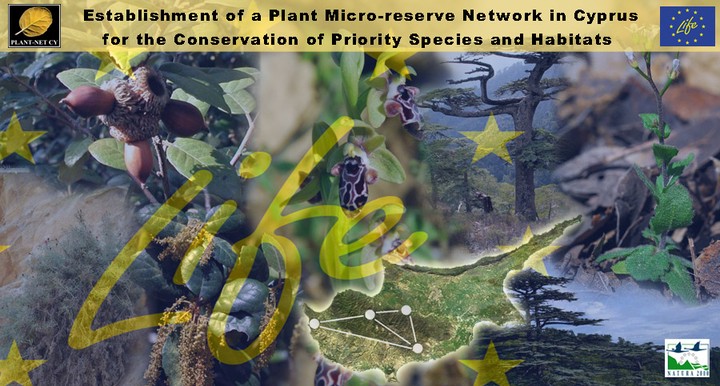 Establishment of a Plant Micro-reserve Network in Cyprus
for the Conservation of Priority Species and Habitats
PLANT-NET CY
Life
Life
NATURA 2000